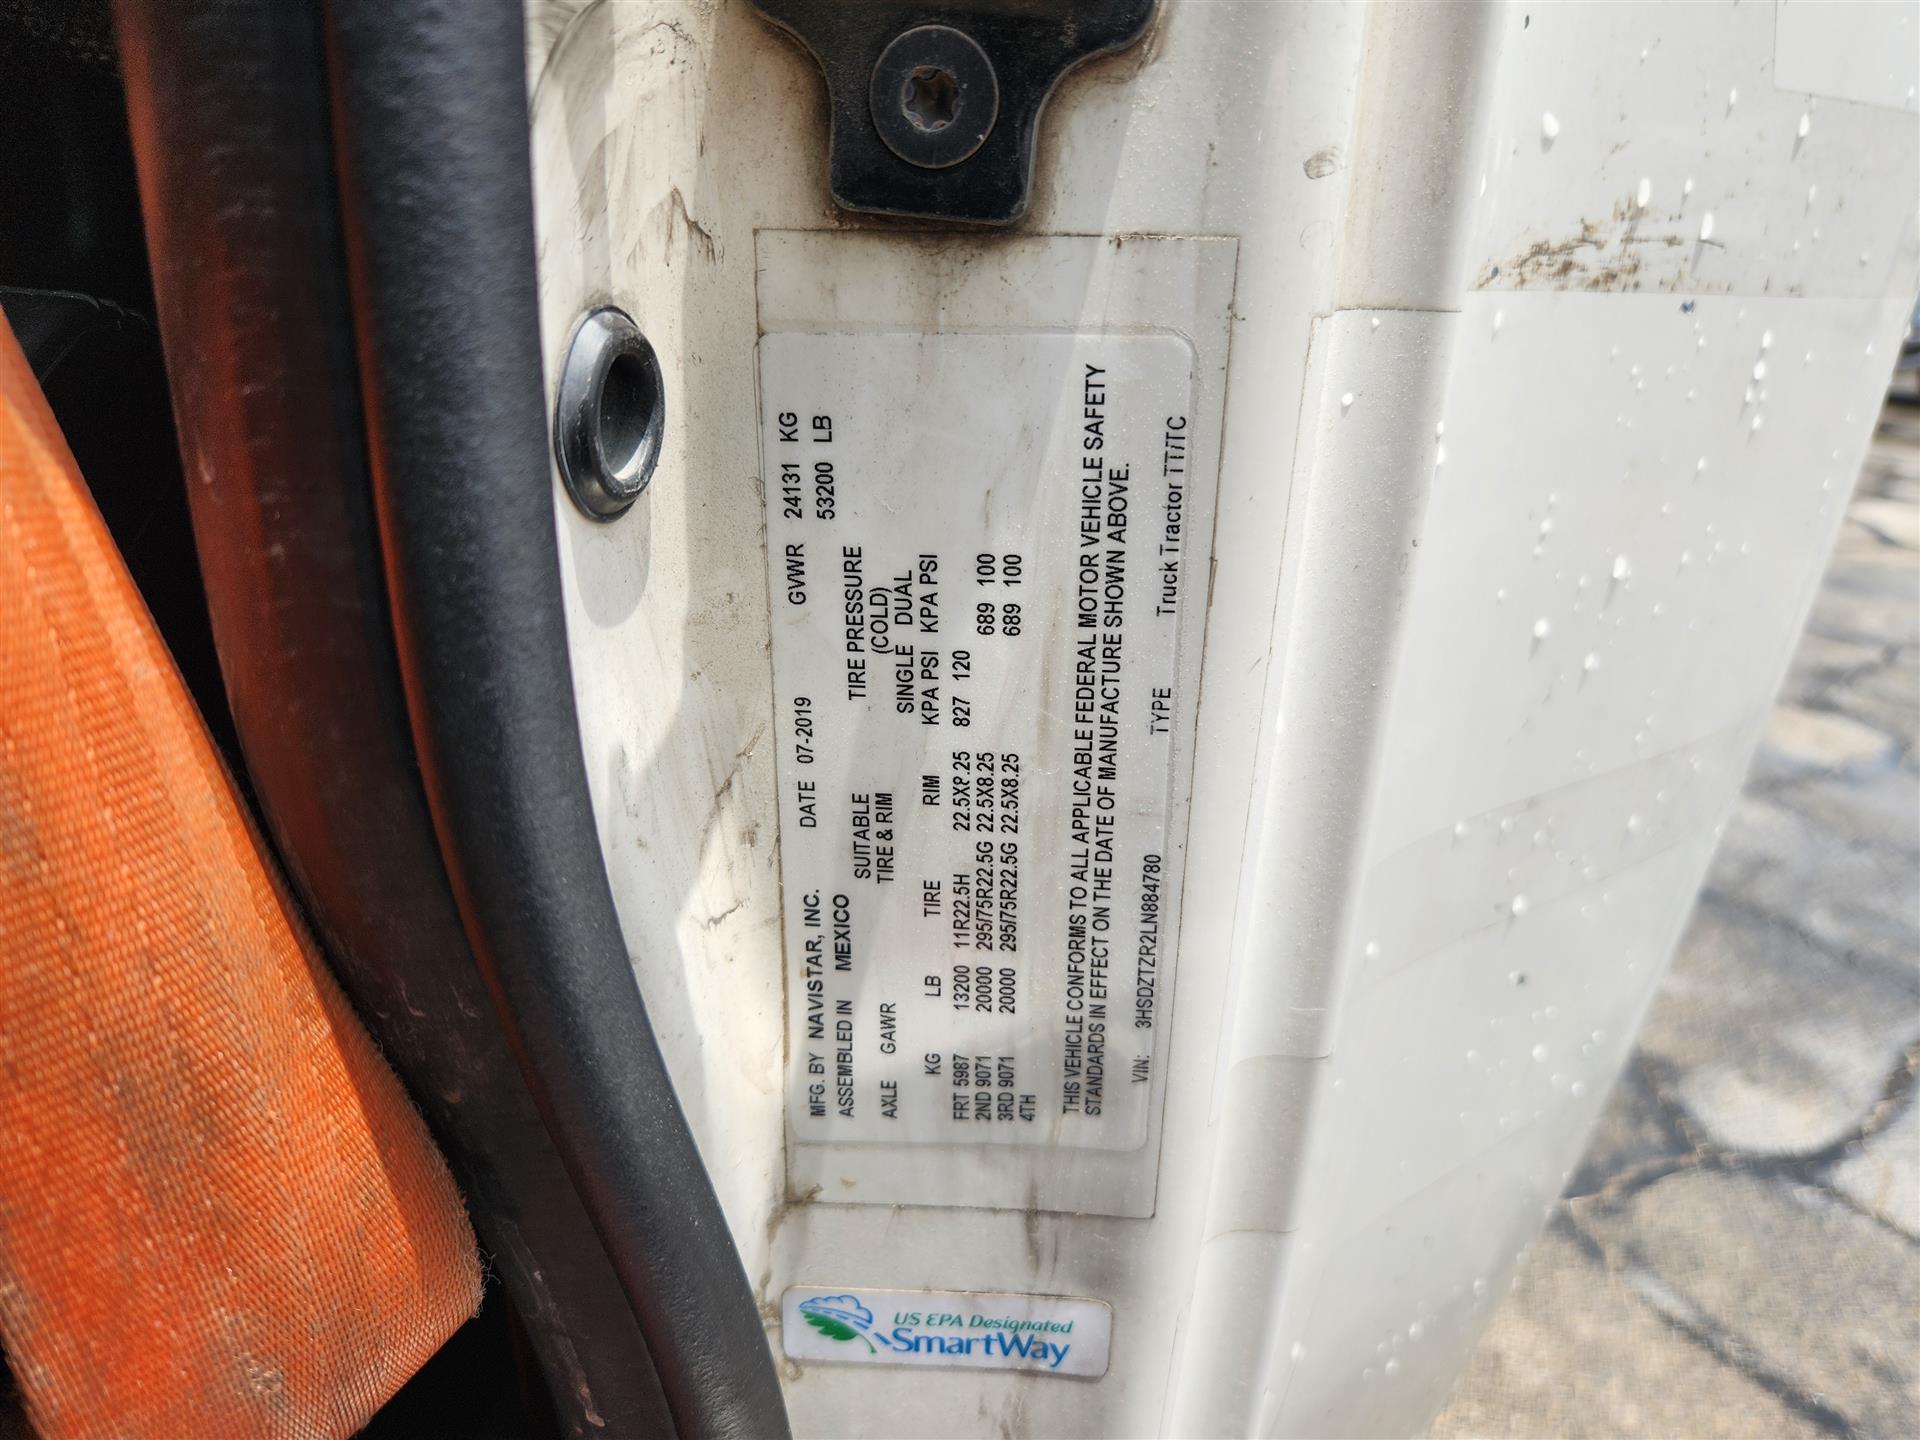 MFG. BY NAVISTAR, INC. DATE 07-2019 GVWR 24131 KG
ASSEMBLED IN MEXICO 53200 LB
SUITABLE TIRE PRESSURE
AXLE GAWR TIRE & RIM (COLD)
SINGLE DUAL
KG LB TIRE RIM KPA PSI KPA PSI
FRT 5987 13200 11R22.5H 22.5X8.25 827 120
2ND 9071 20000 295/75R22.5G 22.5X8.25 689 100
3RD 9071 20000 295/75R22.5G 22.5X8.25 689 100
4TH
THIS VEHICLE CONFORMS TO ALL APPLICABLE FEDERAL MOTOR VEHICLE SAFETY
STANDARDS IN EFFECT ON THE DATE OF MANUFACTURE SHOWN ABOVE.
VIN: 3HSDZTZR2LN884780 TYPE Truck Tractor TT/TC
US EPA Designated
SmartWay